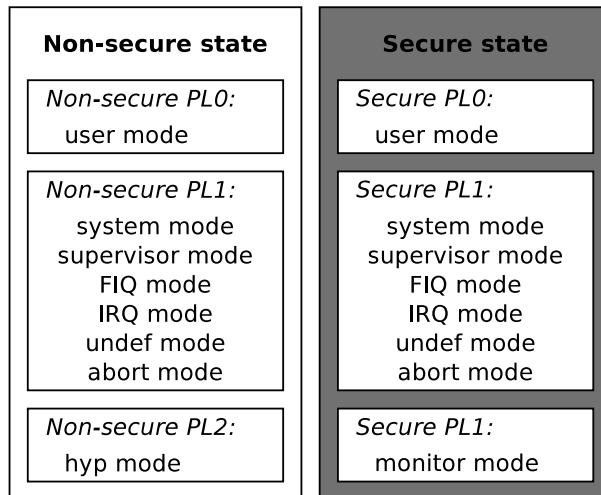 Non-secure state
Non-secure PL0:
user mode
Non-secure PL1:
system mode
supervisor mode
FIQ mode
IRQ mode
undef mode
abort mode
Non-secure PL2:
hyp mode
Secure state
Secure PL0:
user mode
Secure PL1:
system mode
supervisor mode
FIQ mode
IRQ mode
undef mode
abort mode
Secure PL1:
monitor mode